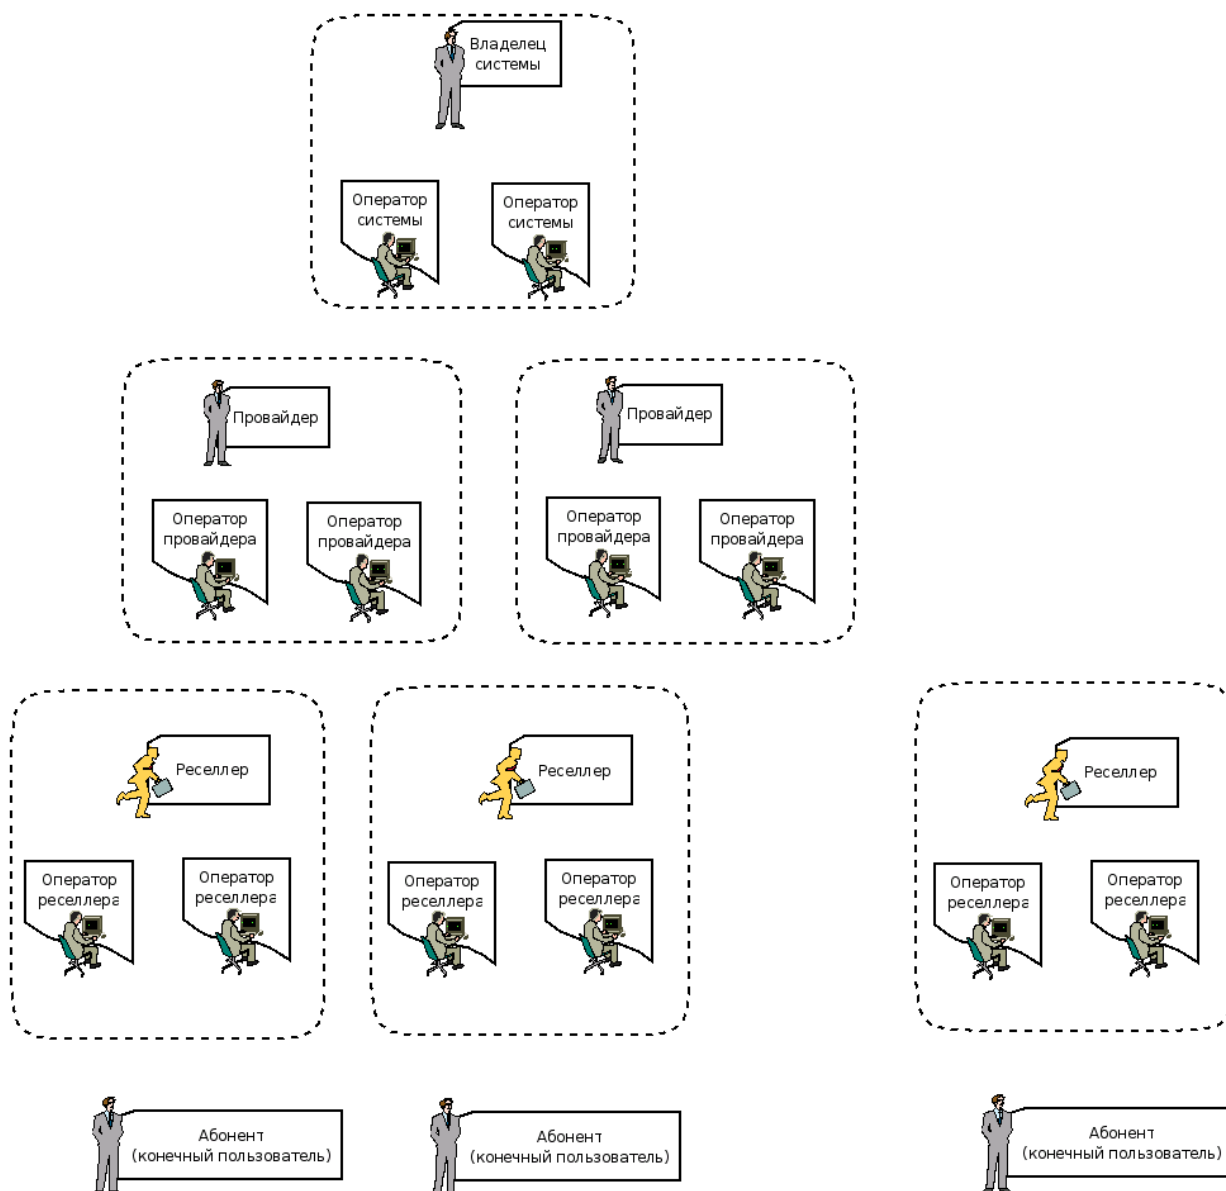 Владелец
системы
Оператор
системы
Оператор
системы
Провайдер
Провайдер
Оператор
провайдера
Оператор
провайдера
Оператор
провайдера
Оператор
провайдера
Реселлер
Реселлер
Реселлер
Оператор
реселлера
Оператор
реселлера
Оператор
реселлера
Оператор
реселлера
Оператор
реселлера
Оператор
реселлера
Абонент
(конечный пользователь)
Абонент
(конечный пользователь)
Абонент
(конечный пользователь)